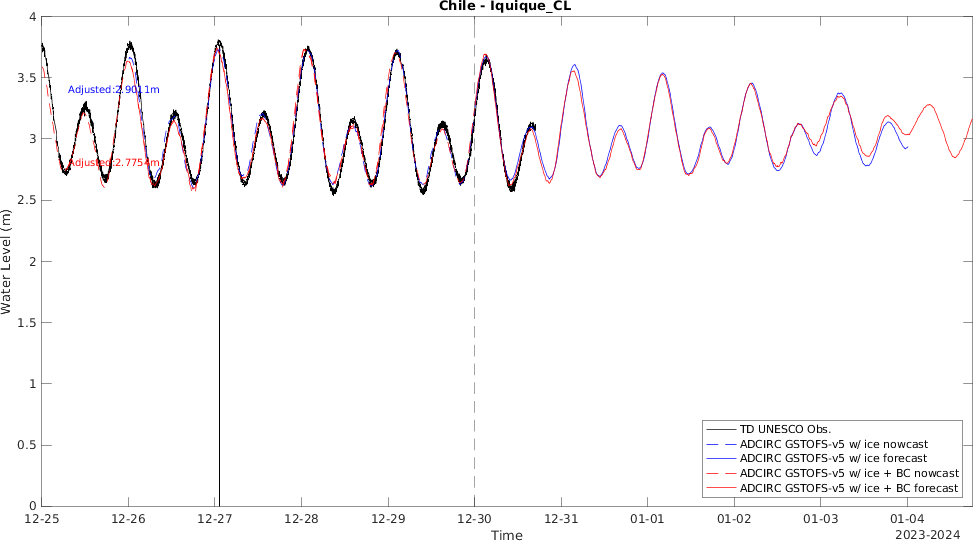 Chile - Iquique_CL
4
3.5
3
2.5
2
1.5
1
0.5
0
Water Level (m)
Adjusted:2.9011m
Adjusted:2.7754m
TD UNESCO Obs.
ADCIRC GSTOFS-v5 w/ ice nowcast
ADCIRC GSTOFS-v5 w/ ice forecast
ADCIRC GSTOFS-v5 w/ ice + BC nowcast
ADCIRC GSTOFS-v5 w/ ice + BC forecast
12-25 12-26 12-27 12-28 12-29 12-30 12-31 01-01 01-02 01-03 01-04
Time
2023-2024